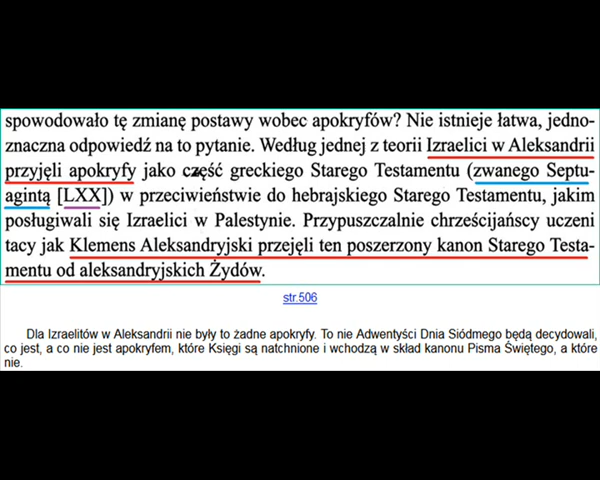 spowodowało tę zmianę postawy wobec apokryfów? Nie istnieje łatwa, jedno-
znaczna odpowiedź na to pytanie. Według jednej z teorii Izraelici w Aleksandrii
przyjęli apokryfy jako część greckiego Starego Testamentu (zwanego Septu-
agintą [LXX]) w przeciwieństwie do hebrajskiego Starego Testamentu, jakim
posługiwali się Izraelici w Palestynie. Przypuszczalnie chrześcijańscy uczeni
tacy jak Klemens Aleksandryjski przejęli ten poszerzony kanon Starego Testa-
mentu od aleksandryjskich Żydów.
str.506
Dla Izraelitów w Aleksandrii nie były to żadne apokryfy. To nie Adwentyści Dnia Siódmego będą decydowali,
co jest, a co nie jest apokryfem, które Księgi są natchnione i wchodzą w skład kanonu Pisma Świętego, a które
nie.